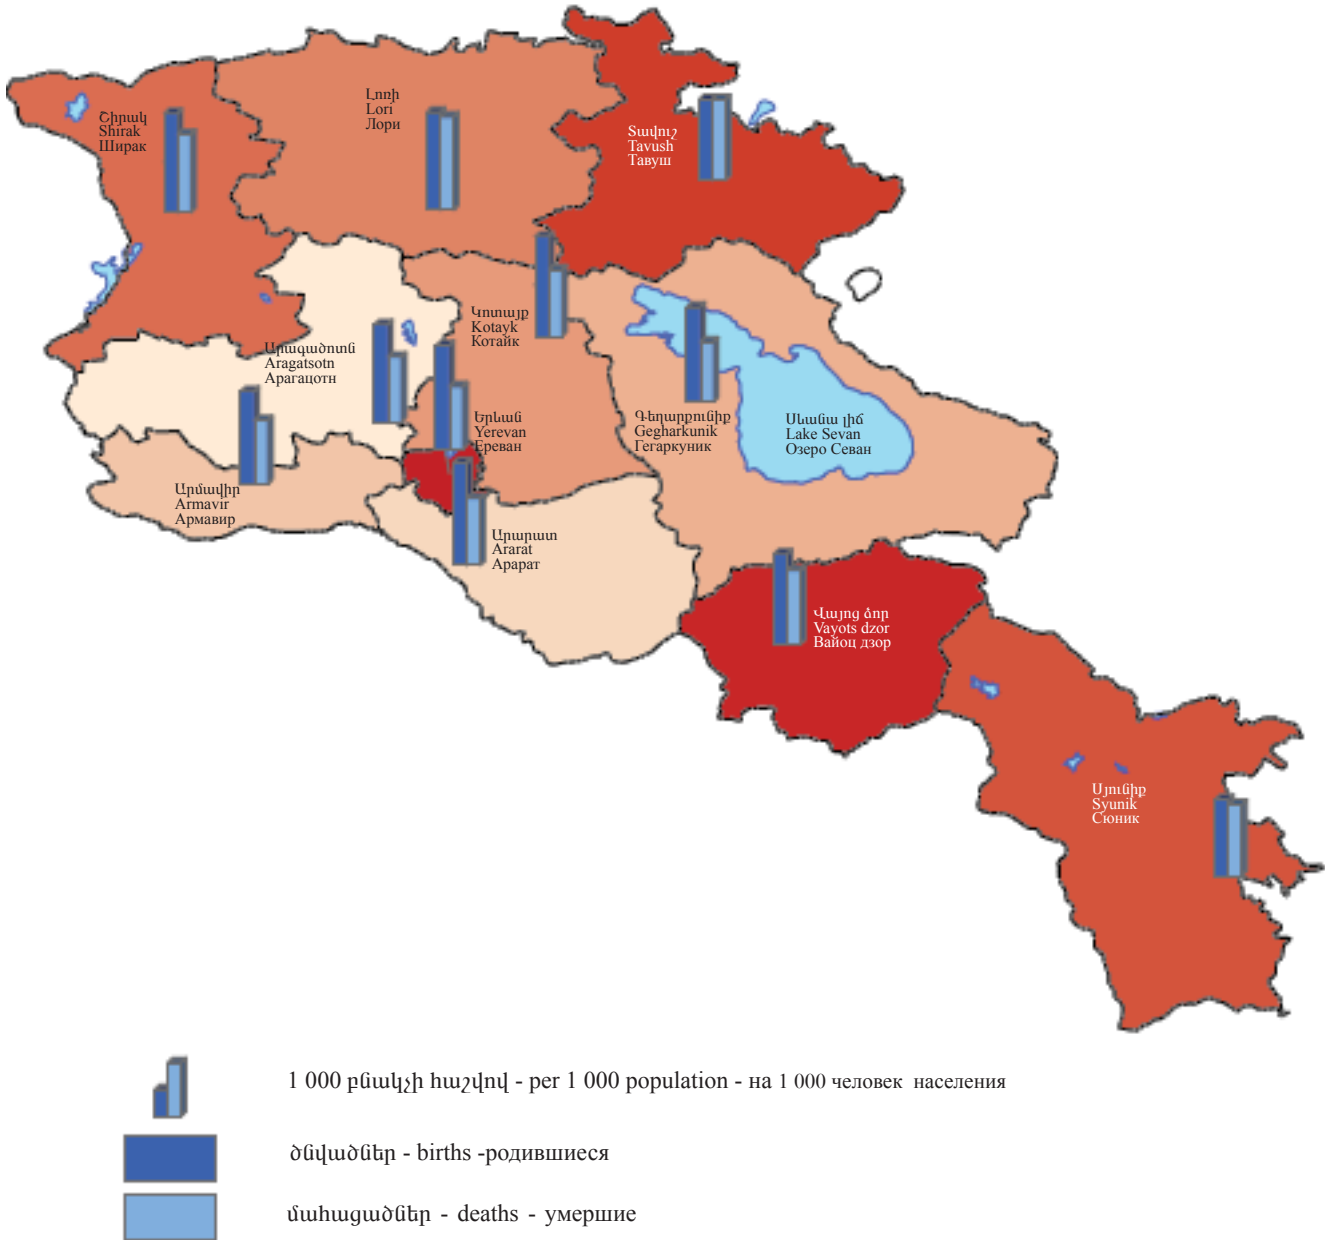 Շիրակ
Shirak
Ширак
Լոռի
Lori
Лори
Տավուշ
Tavush
Тавуш
Կոտայք
Kotayk
Котайк
Արագածոտն
Aragatsotn
Арагацотн
Երևան
Yerevan
Ереван
Գեղարքունիք
Gegharkunik
Гегаркуник
Սևանա լիճ
Lake Sevan
Озеро Севан
Արմավիր
Armavir
Армавир
Արարատ
Ararat
Арарат
Վայոց ձոր
Vayots dzor
Вайоц дзор
Սյունիք
Syunik
Сюник
1 000 բնակչի հաշվով - per 1 000 population - на 1 000 человек населения
ծնվածներ - births -родившиеся
մահացածներ - deaths - умершие